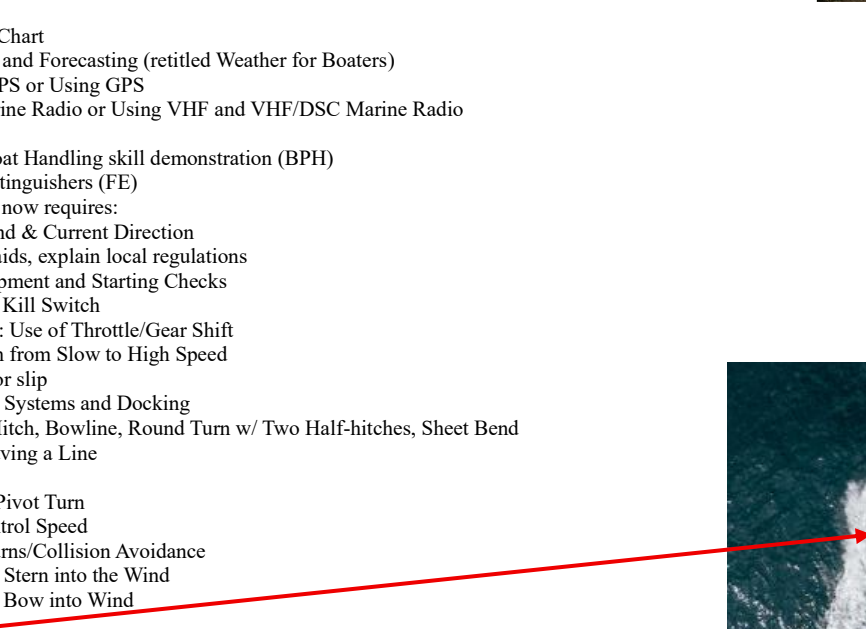 Chart
and Forecasting (retitled Weather for Boaters)
PS or Using GPS
rine Radio or Using VHF and VHF/DSC Marine Radio
oat Handling skill demonstration (BPH)
tinguishers (FE)
now requires:
nd & Current Direction
aids, explain local regulations
pment and Starting Checks
Kill Switch
: Use of Throttle/Gear Shift
n from Slow to High Speed
or slip
Systems and Docking
Hitch, Bowline, Round Turn w/ Two Half-hitches, Sheet Bend
ving a Line
Pivot Turn
trol Speed
rns/Collision Avoidance
Stern into the Wind
Bow into Wind